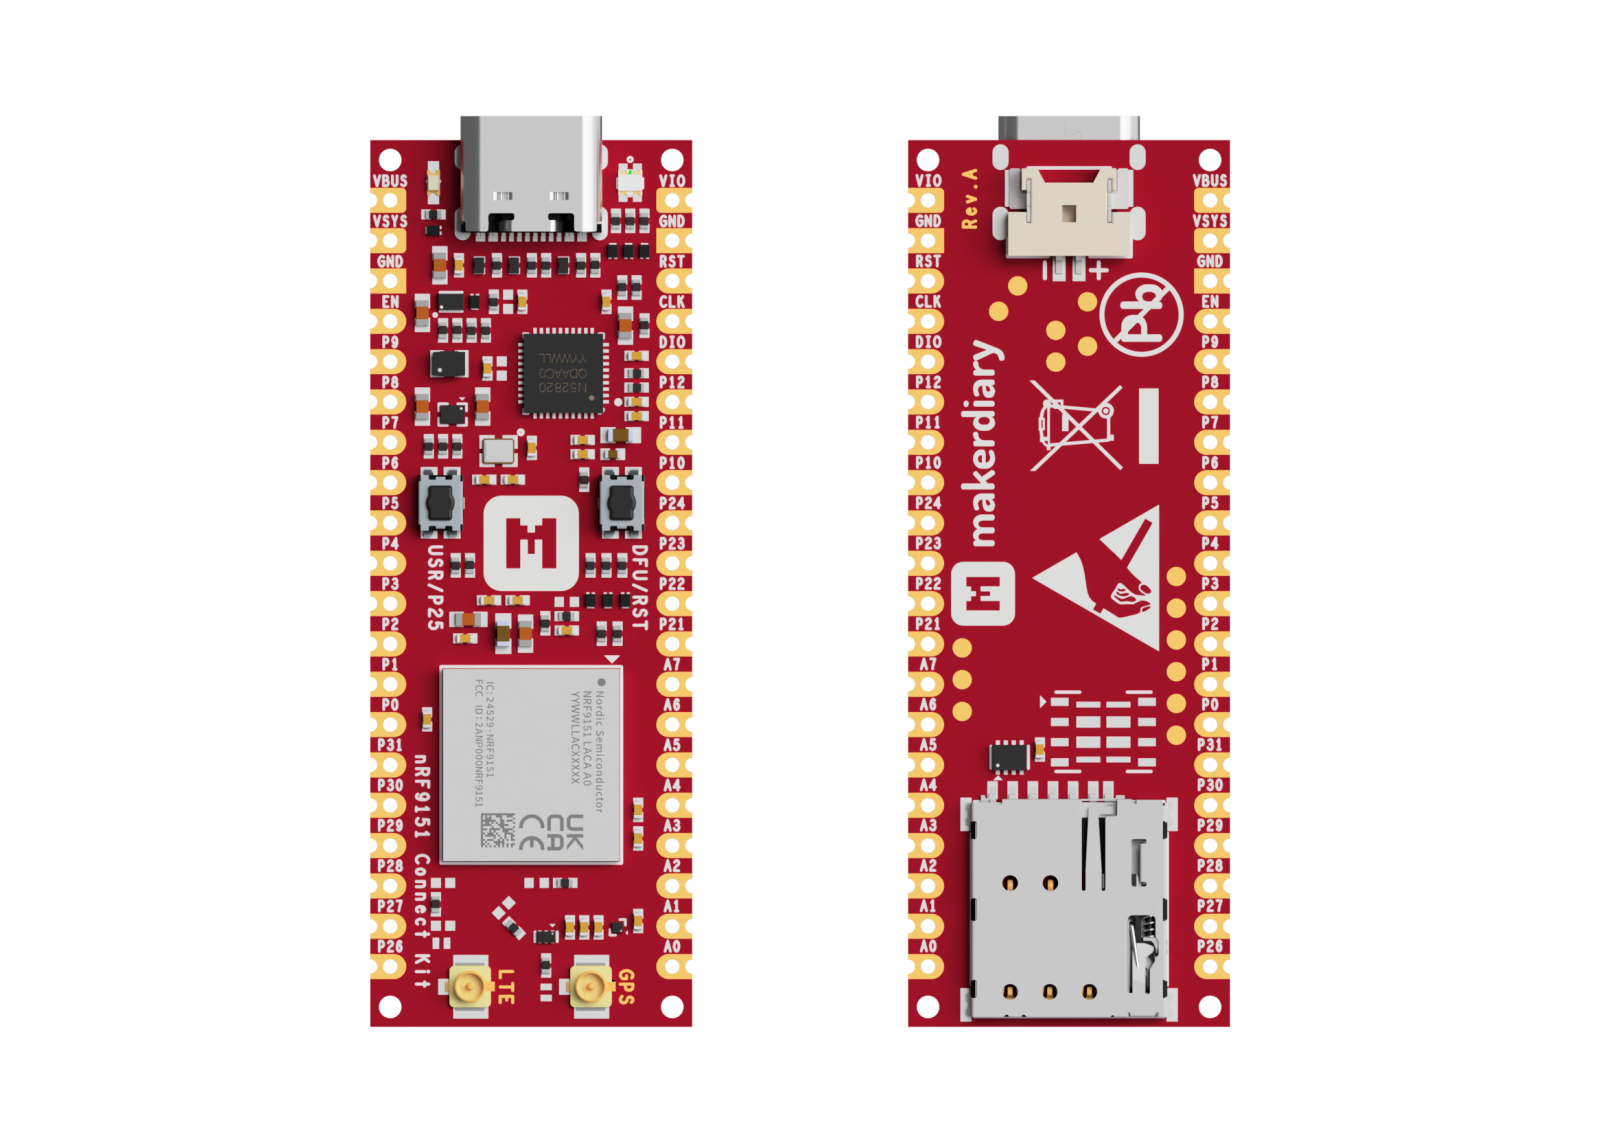 VBUS
VSYS
GND
EN
P9
P8
P7
P6
P5
P4
P3
P2
P1
P0
P31
P30
P29
P28
P27
P26
VIO
GND
RST
CLK
DIO
P12
P11
P10
P24
P23
P22
P21
A7
A6
A5
A4
A3
A2
A1
A0
N52820
QDAAC0
YYWWLL
USR/P25
DFU/RST
M
Nordic Semiconductor
NRF9151 LACA A0
YYWWLLACXXXXX
IC: 24529-NRF9151
FCC ID: 2ANP000NRF9151
UK
CA
CE
nRF9151 Connect Kit
LTE
GPS
VIO
GND
RST
CLK
DIO
P12
P11
P10
P24
P23
P22
P21
A7
A6
A5
A4
A3
A2
A1
A0
Rev.A
- +
Pb
M makerdiary
VBUS
VSYS
GND
EN
P9
P8
P7
P6
P5
P4
P3
P2
P1
P0
P31
P30
P29
P28
P27
P26